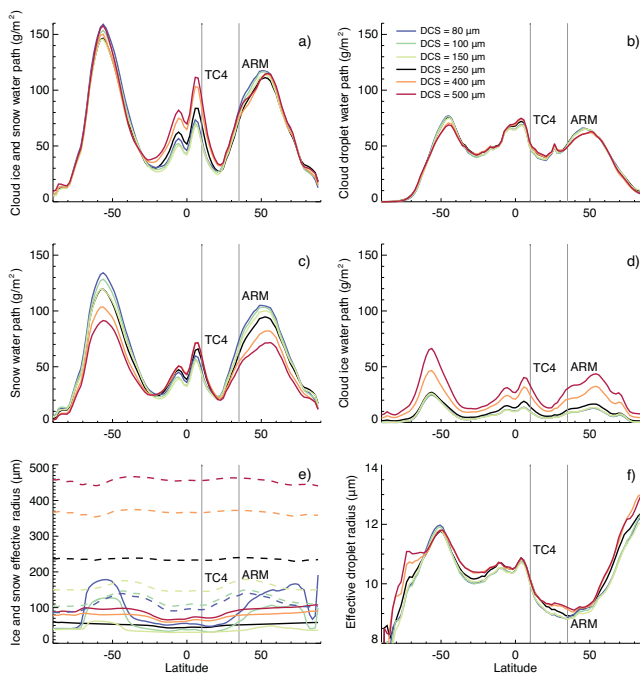 a)
TC4
ARM
Cloud ice and snow water path (g/m²)
150
100
50
0
-50
0
50
b)
DCS = 80 µm
DCS = 100 µm
DCS = 150 µm
DCS = 250 µm
DCS = 400 µm
DCS = 500 µm
TC4
ARM
Cloud droplet water path (g/m²)
150
100
50
0
-50
0
50
c)
TC4
ARM
Snow water path (g/m²)
150
100
50
0
-50
0
50
d)
TC4
ARM
Cloud ice water path (g/m²)
150
100
50
0
-50
0
50
e)
TC4
ARM
Ice and snow effective radius (µm)
500
400
300
200
100
0
-50
0
50
Latitude
f)
TC4
ARM
Effective droplet radius (µm)
14
12
10
8
-50
0
50
Latitude